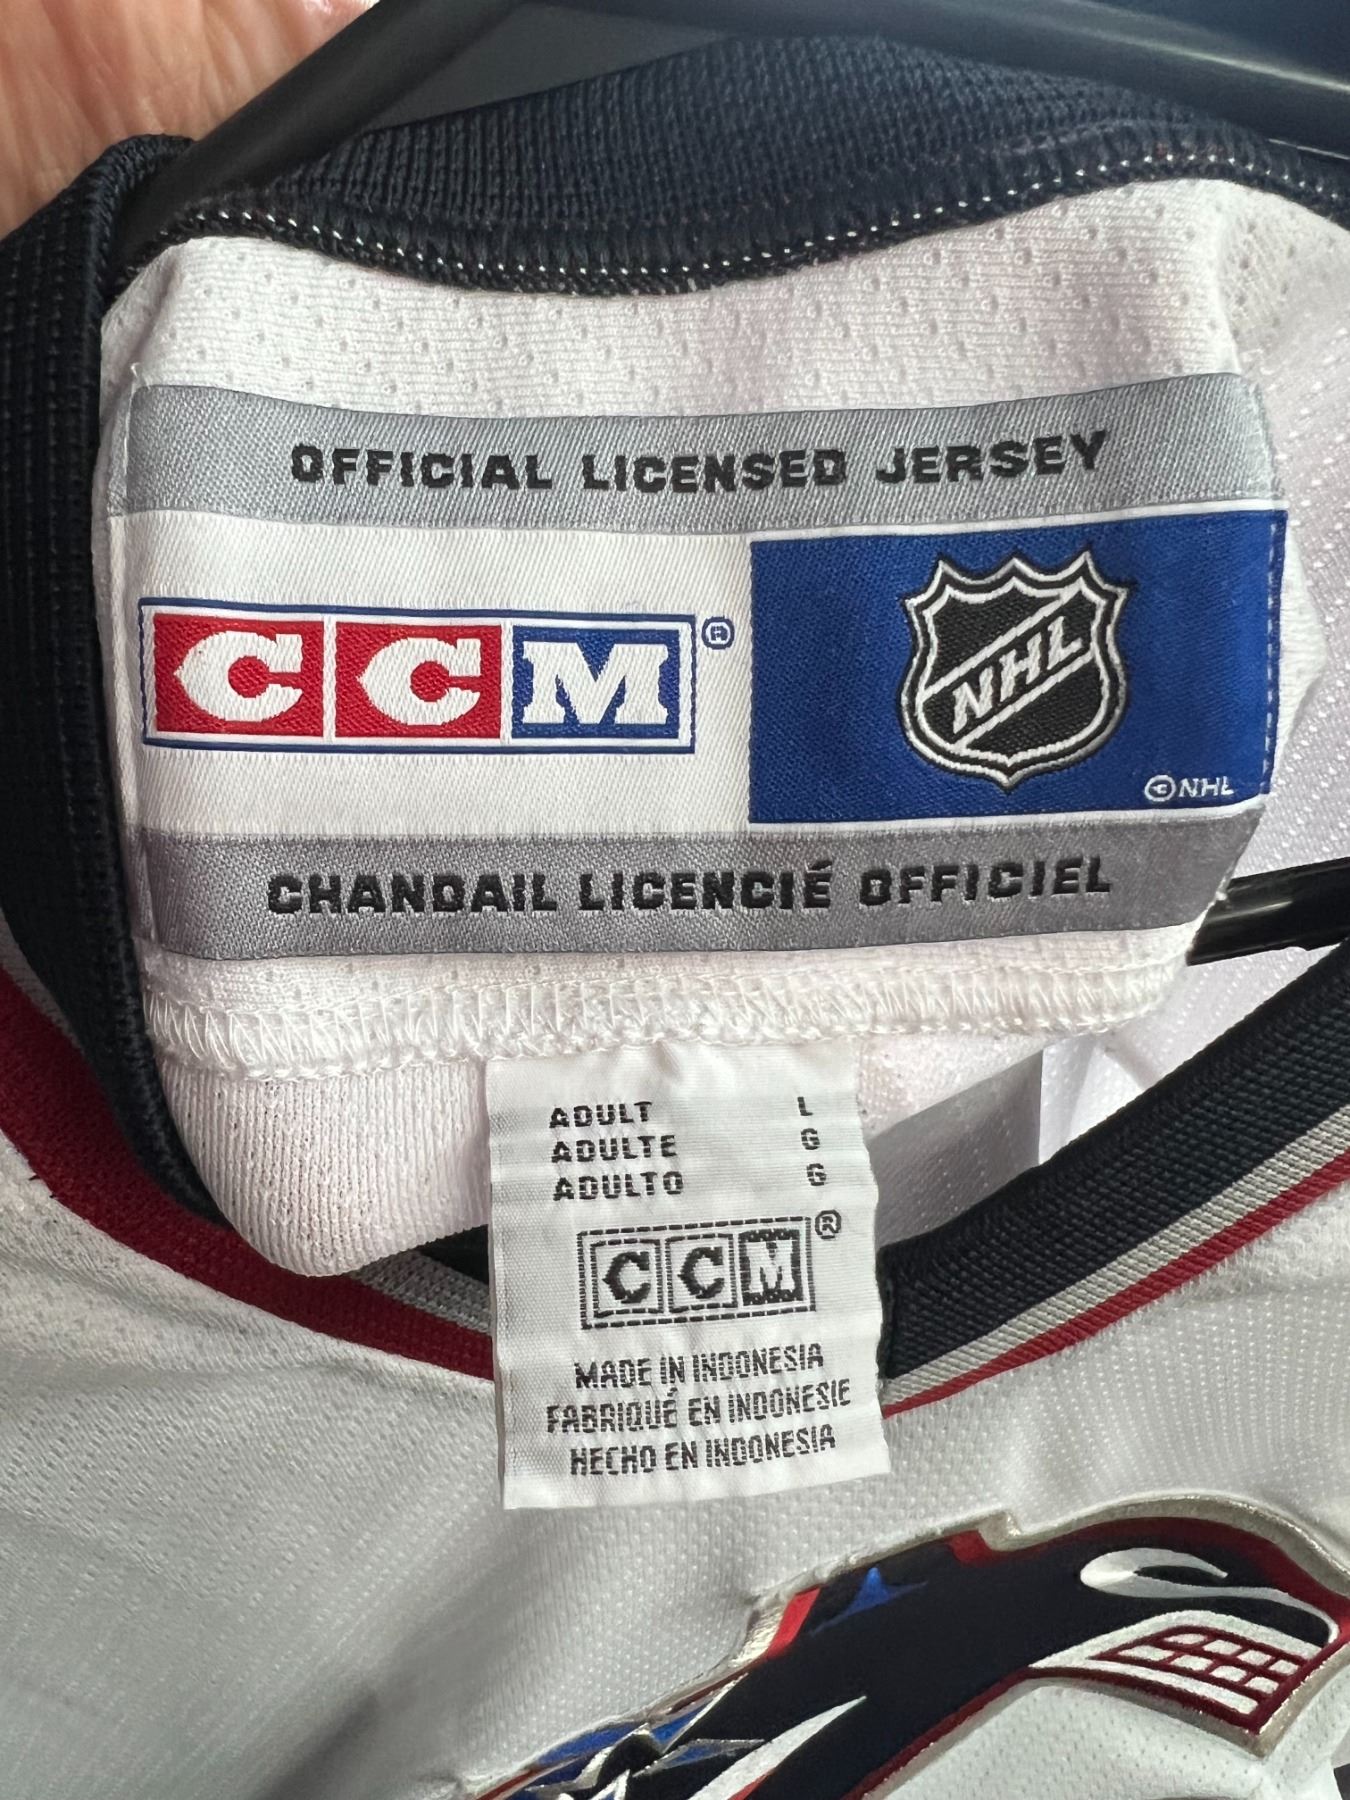 OFFICIAL LICENSED JERSEY
CCM®
NHL
©NHL
CHANDAIL LICENCIÉ OFFICIEL
ADULT L
ADULTE G
ADULTO G
CCM®
MADE IN INDONESIA
FABRIQUÉ EN INDONESIE
HECHO EN INDONESIA